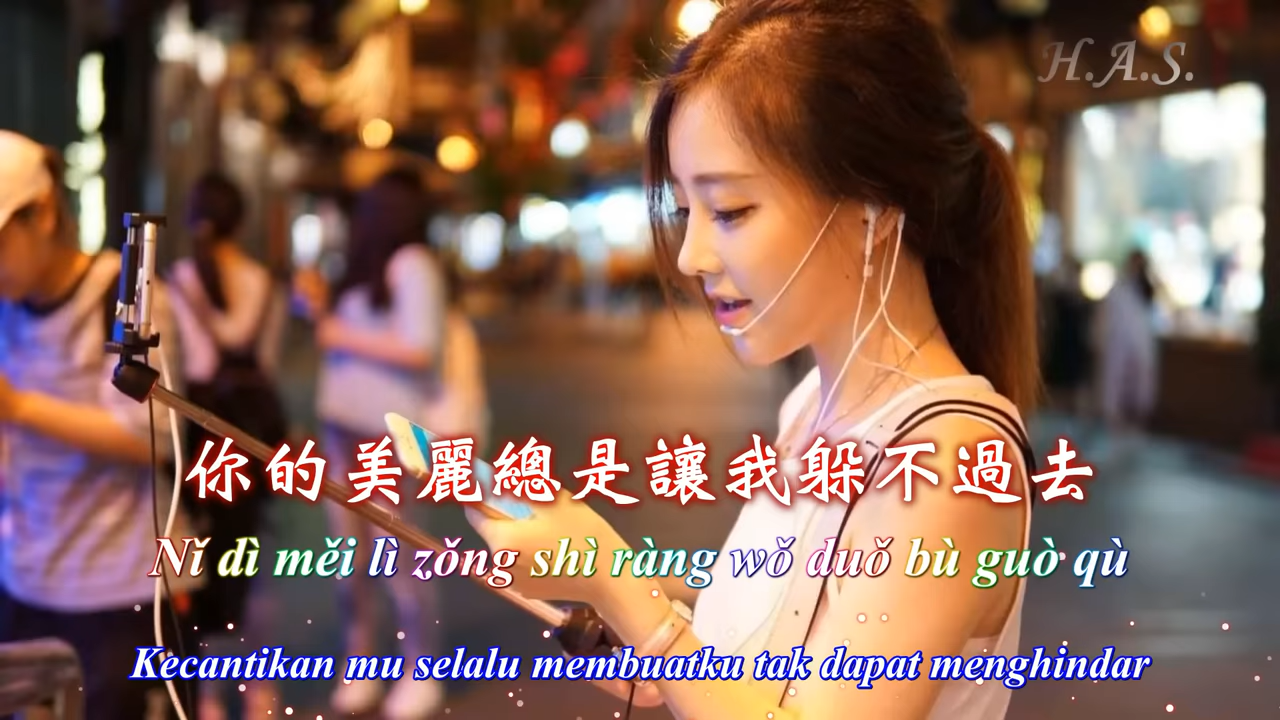 H.A.S.
你的美麗總是讓我躲不過去
Nǐ dì měi lì zǒng shì ràng wǒ duǒ bù guò qù
Kecantikan mu selalu membuatku tak dapat menghindar